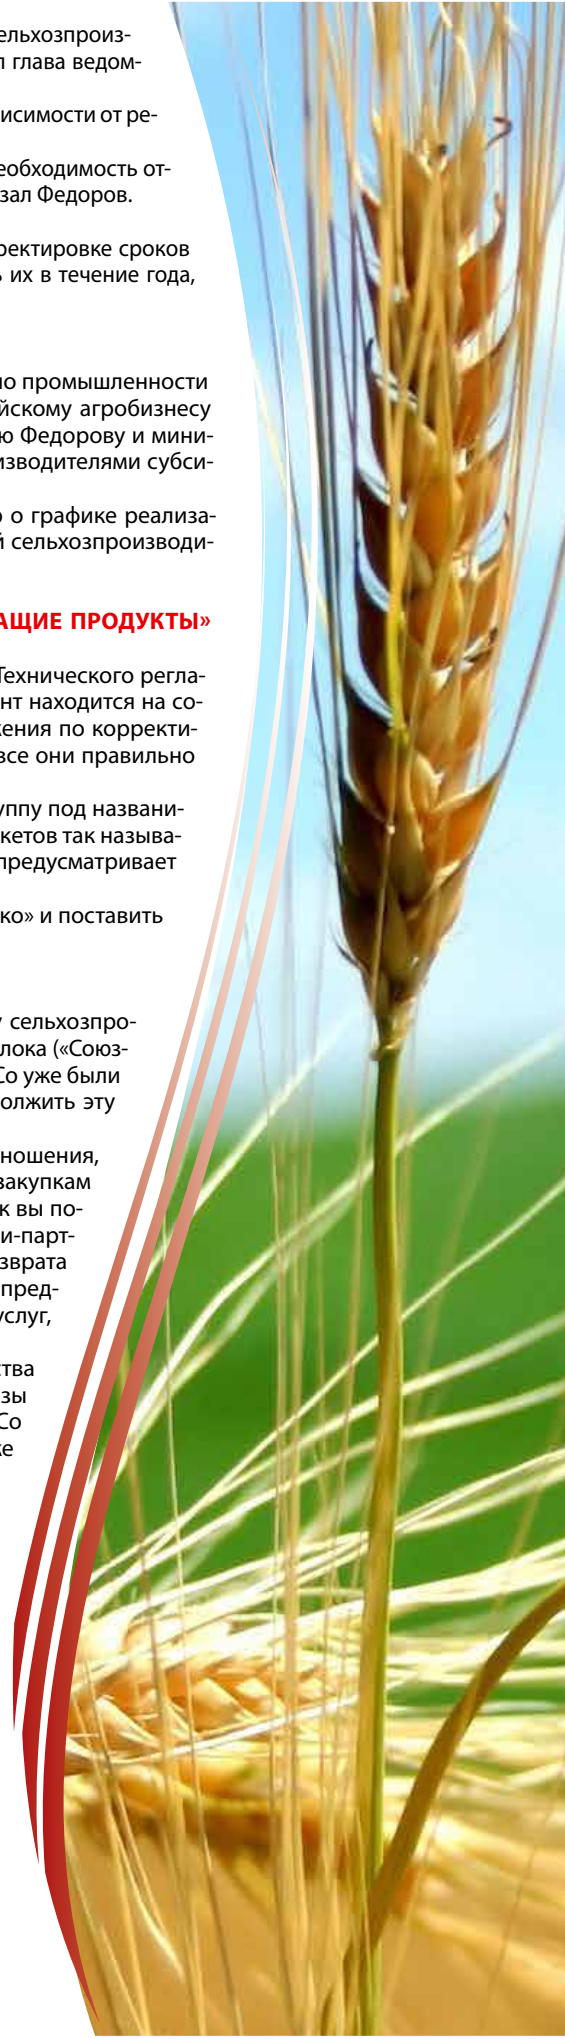 ельхозпроиз-
глава ведом-
исимости от ре-
еобходимость от-
зал Федоров.
ректировке сроков
их в течение года,
по промышленности
йскому агробизнесу
ю Федорову и мини-
изводителями субси-
о графике реализа-
й сельхозпроизводи-
АЩИЕ ПРОДУКТЫ»
Технического регла-
нт находится на со-
жения по корректи-
все они правильно
уппу под названи-
кетов так называ-
предусматривает
ко» и поставить
у сельхозпро-
лока («Союз-
Со уже были
должить эту
ношения,
закупкам
к вы по-
и-парт-
зврата
пред-
услуг,
тва
зы
Со
же